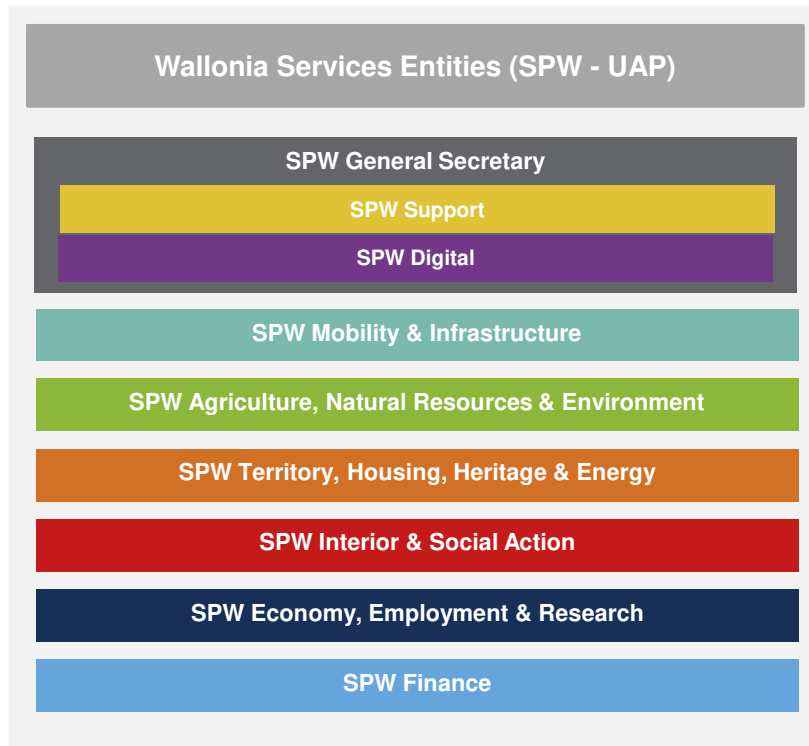 Wallonia Services Entities (SPW - UAP)
SPW General Secretary
SPW Support
SPW Digital
SPW Mobility & Infrastructure
SPW Agriculture, Natural Resources & Environment
SPW Territory, Housing, Heritage & Energy
SPW Interior & Social Action
SPW Economy, Employment & Research
SPW Finance